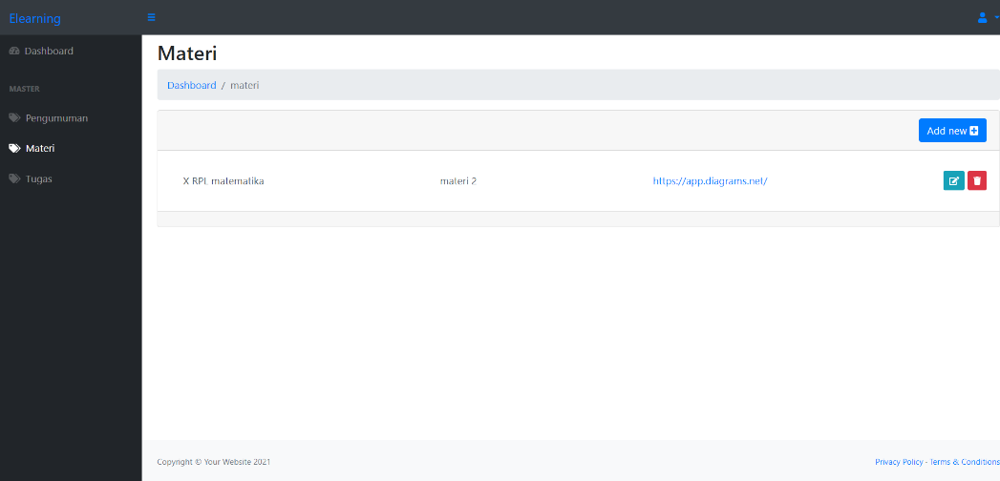 Elearning
Dashboard
MASTER
Pengumuman
Materi
Tugas
Materi
Dashboard / materi
Add new
X RPL matematika materi 2 https://app.diagrams.net/
Copyright © Your Website 2021 Privacy Policy · Terms & Conditions